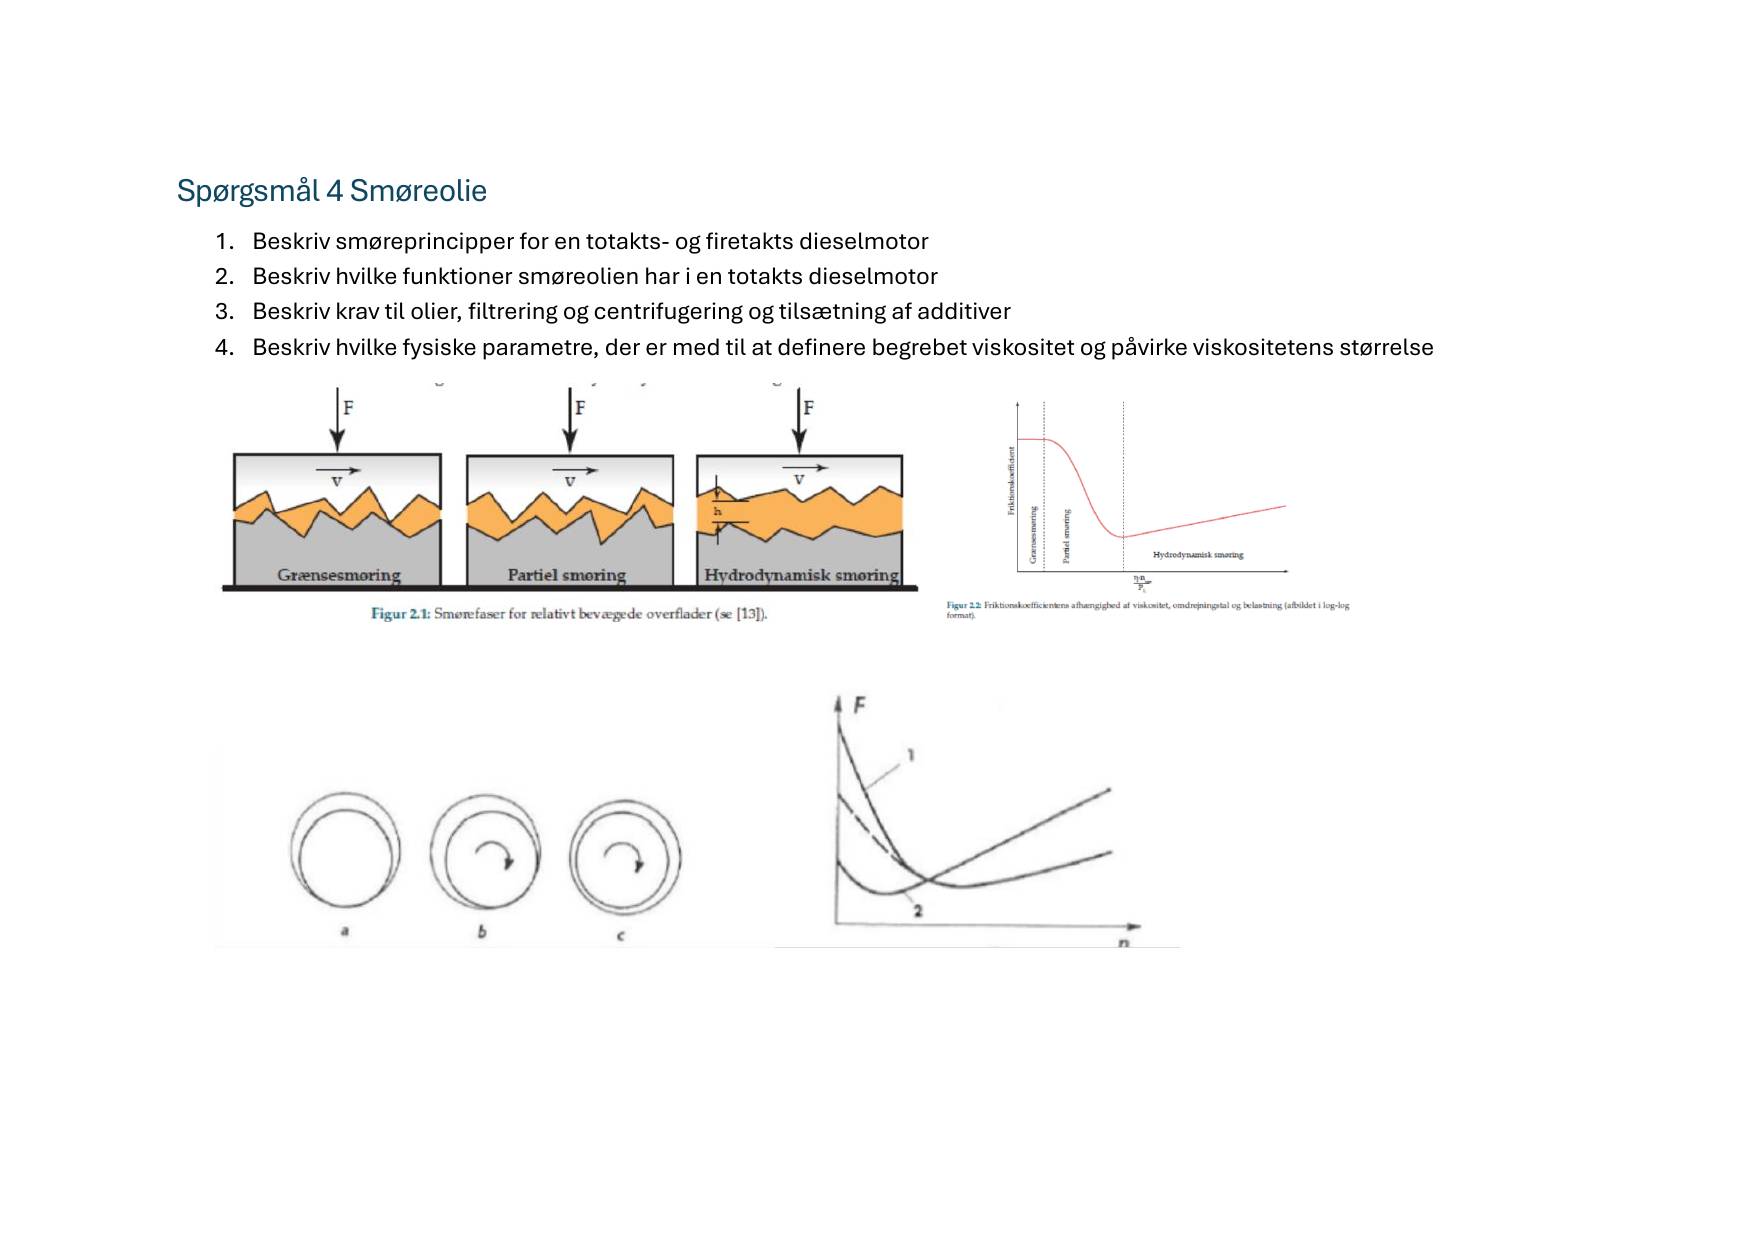 Spørgsmål 4 Smøreolie
1. Beskriv smøreprincipper for en totakts- og firetakts dieselmotor
2. Beskriv hvilke funktioner smøreolien har i en totakts dieselmotor
3. Beskriv krav til olier, filtrering og centrifugering og tilsætning af additiver
4. Beskriv hvilke fysiske parametre, der er med til at definere begrebet viskositet og påvirke viskositetens størrelse
F
F
F
V
V
V
h
Grænsesmøring
Partiel smøring
Hydrodynamisk smøring
Figur 2.1: Smørefaser for relativt bevægede overflader (se [13]).
Friktionskoefficient
Grænsesmøring
Partiel smøring
Hydrodynamisk smøring
Figur 2.2: Friktionskoefficientens afhængighed af viskositet, omdrejningstal og belastning (afbildet i log-log
format).
a
b
c
F
1
2
n